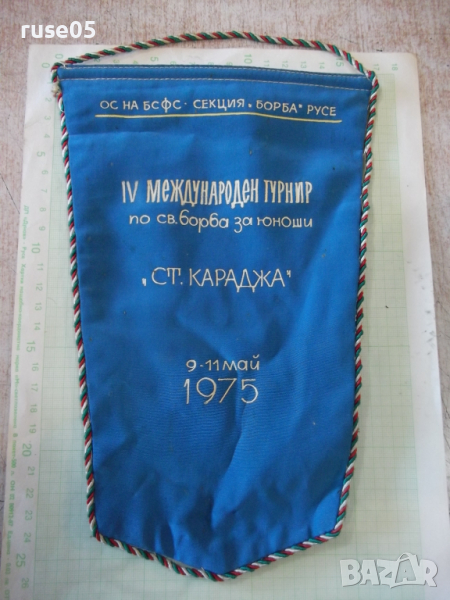 ruse05
ОС НА БСФС - СЕКЦИЯ „БОРБА" РУСЕ
IV МЕЖДУНАРОДЕН ТУРНИР
по св. борба за юноши
„СТ. КАРАДЖА"
9-11 май
1975
BAZAR